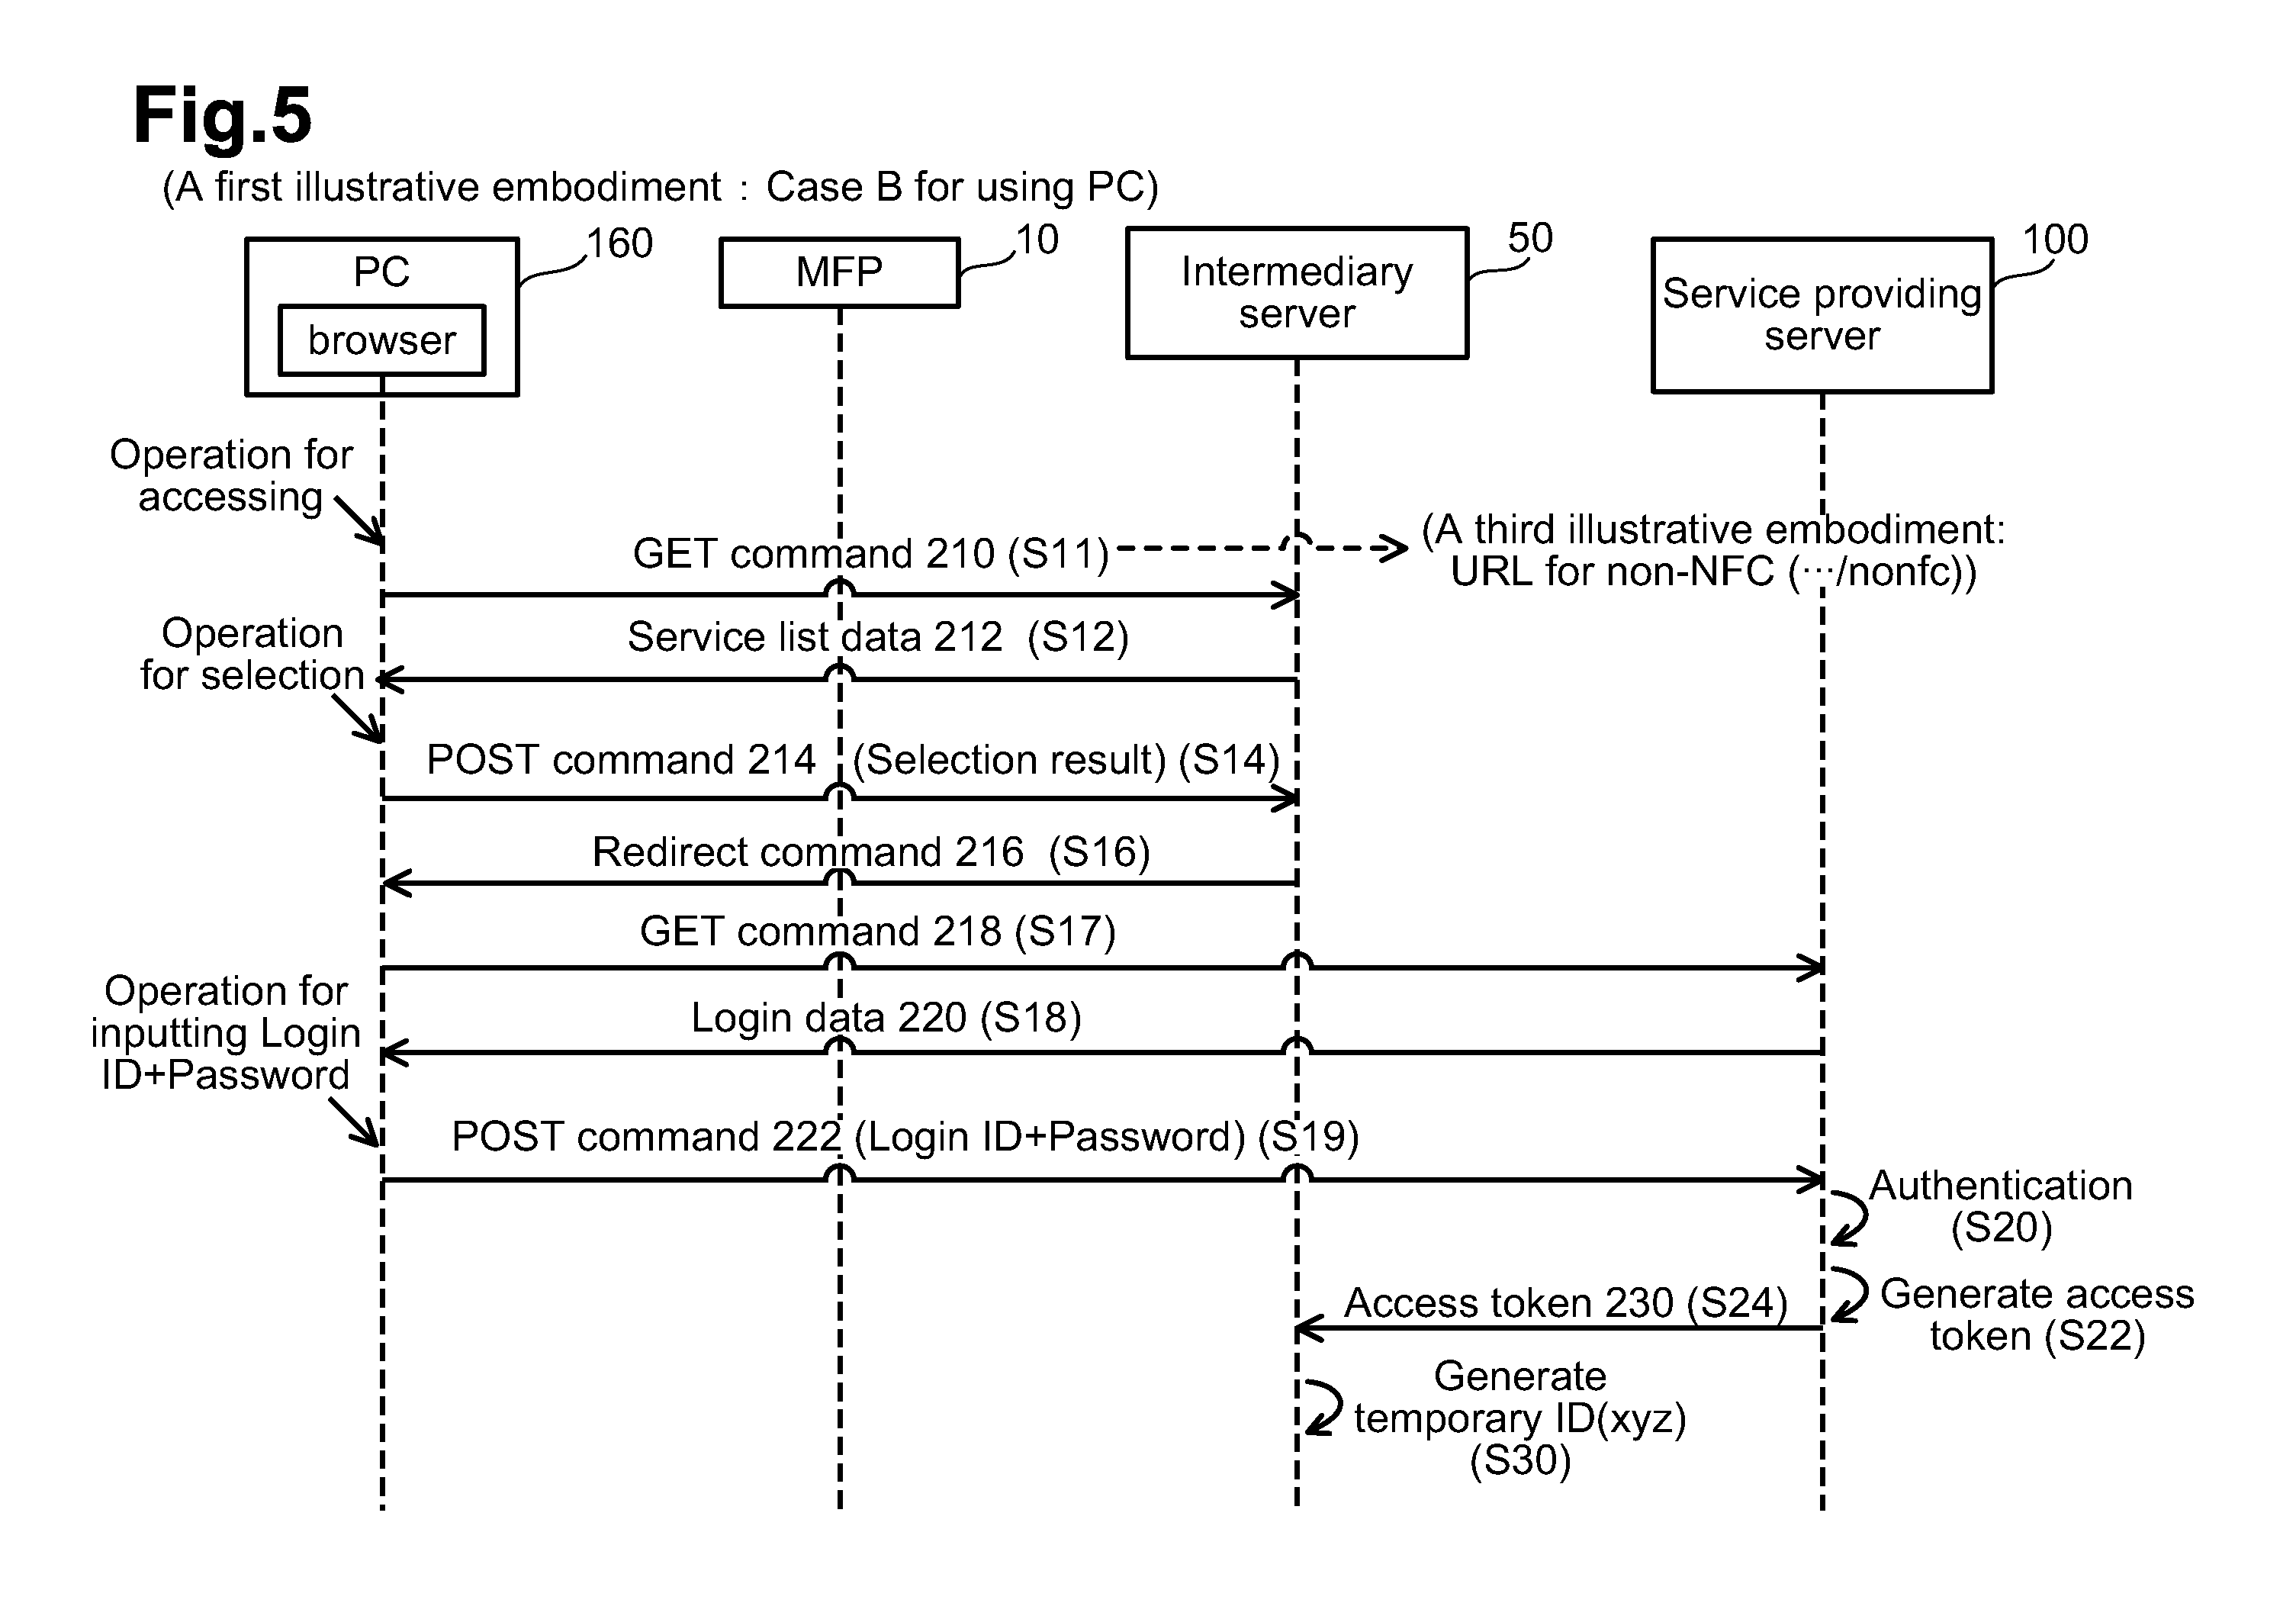 Fig.5
(A first illustrative embodiment : Case B for using PC)
160
10
50
100
PC
browser
MFP
Intermediary
server
Service providing
server
Operation for
accessing
GET command 210 (S11)
(A third illustrative embodiment:
URL for non-NFC (···/nonfc))
Operation
for selection
Service list data 212 (S12)
POST command 214 (Selection result) (S14)
Redirect command 216 (S16)
GET command 218 (S17)
Operation for
inputting Login
ID+Password
Login data 220 (S18)
POST command 222 (Login ID+Password) (S19)
Authentication
(S20)
Generate access
token (S22)
Access token 230 (S24)
Generate
temporary ID(xyz)
(S30)